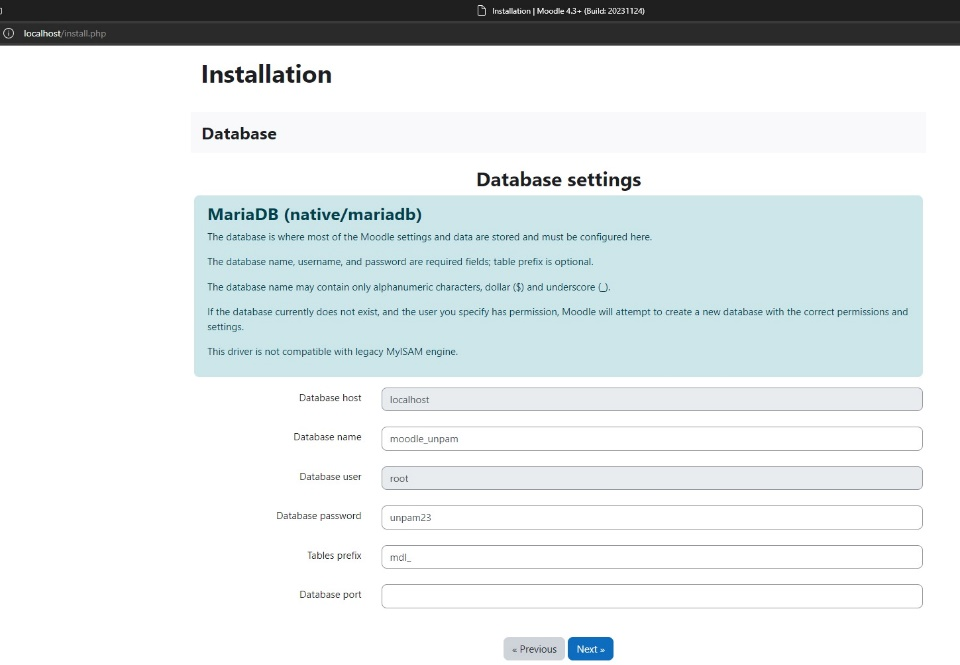 Installation | Moodle 4.3+ (Build: 20231124)
localhost/install.php
Installation
Database
Database settings
MariaDB (native/mariadb)
The database is where most of the Moodle settings and data are stored and must be configured here.
The database name, username, and password are required fields; table prefix is optional.
The database name may contain only alphanumeric characters, dollar ($) and underscore (_).
If the database currently does not exist, and the user you specify has permission, Moodle will attempt to create a new database with the correct permissions and
settings.
This driver is not compatible with legacy MyISAM engine.
Database host localhost
Database name moodle_unpam
Database user root
Database password unpam23
Tables prefix mdl_
Database port
« Previous Next »